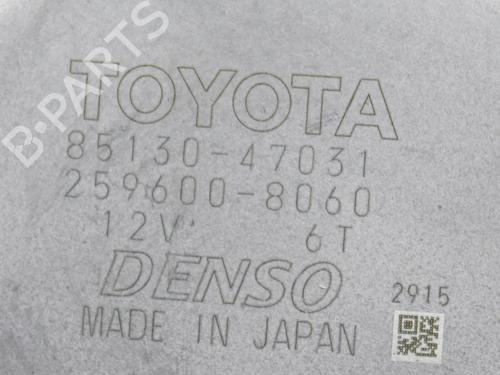 B-PARTS
TOYOTA
85130-47031
259600-8060
12V 6T
DENSO 2915
MADE IN JAPAN